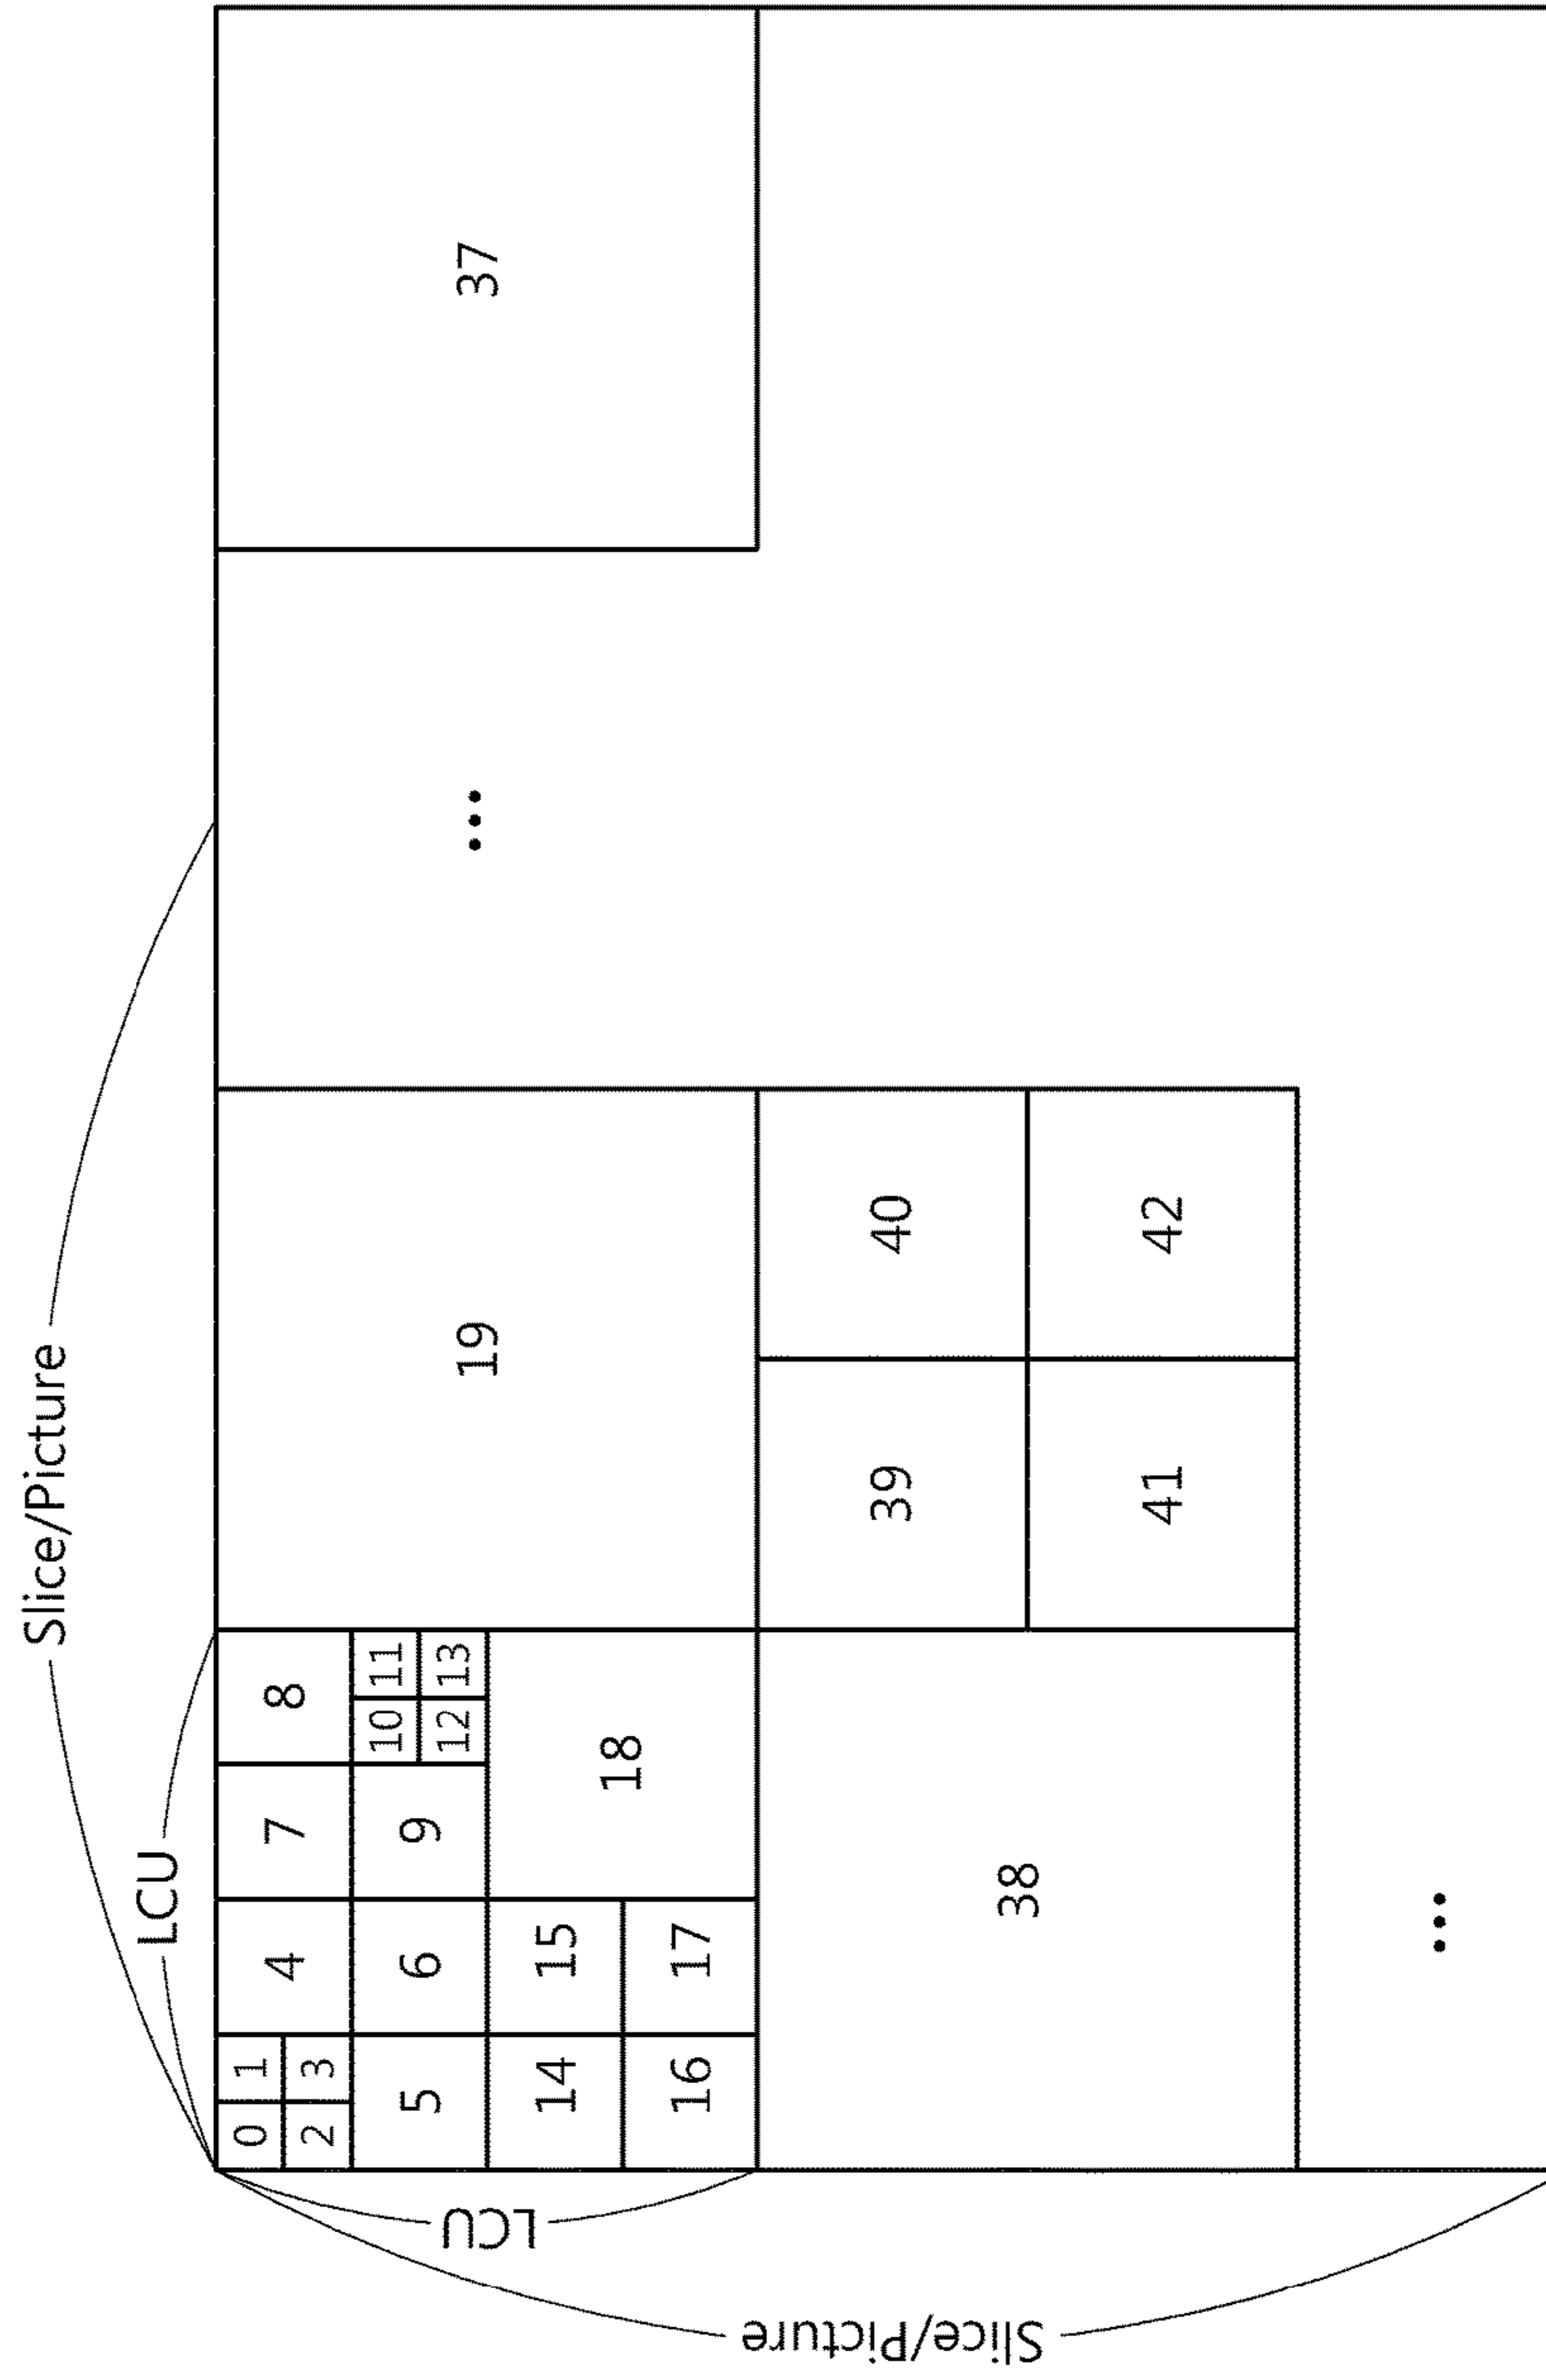 Slice/Picture
LCU
LCU
Slice/Picture
0 1 4 7 8 19 ... 37
2 3
5 6 9 10 11
12 13
14 15 18
16 17
38 39 40
41 42
...